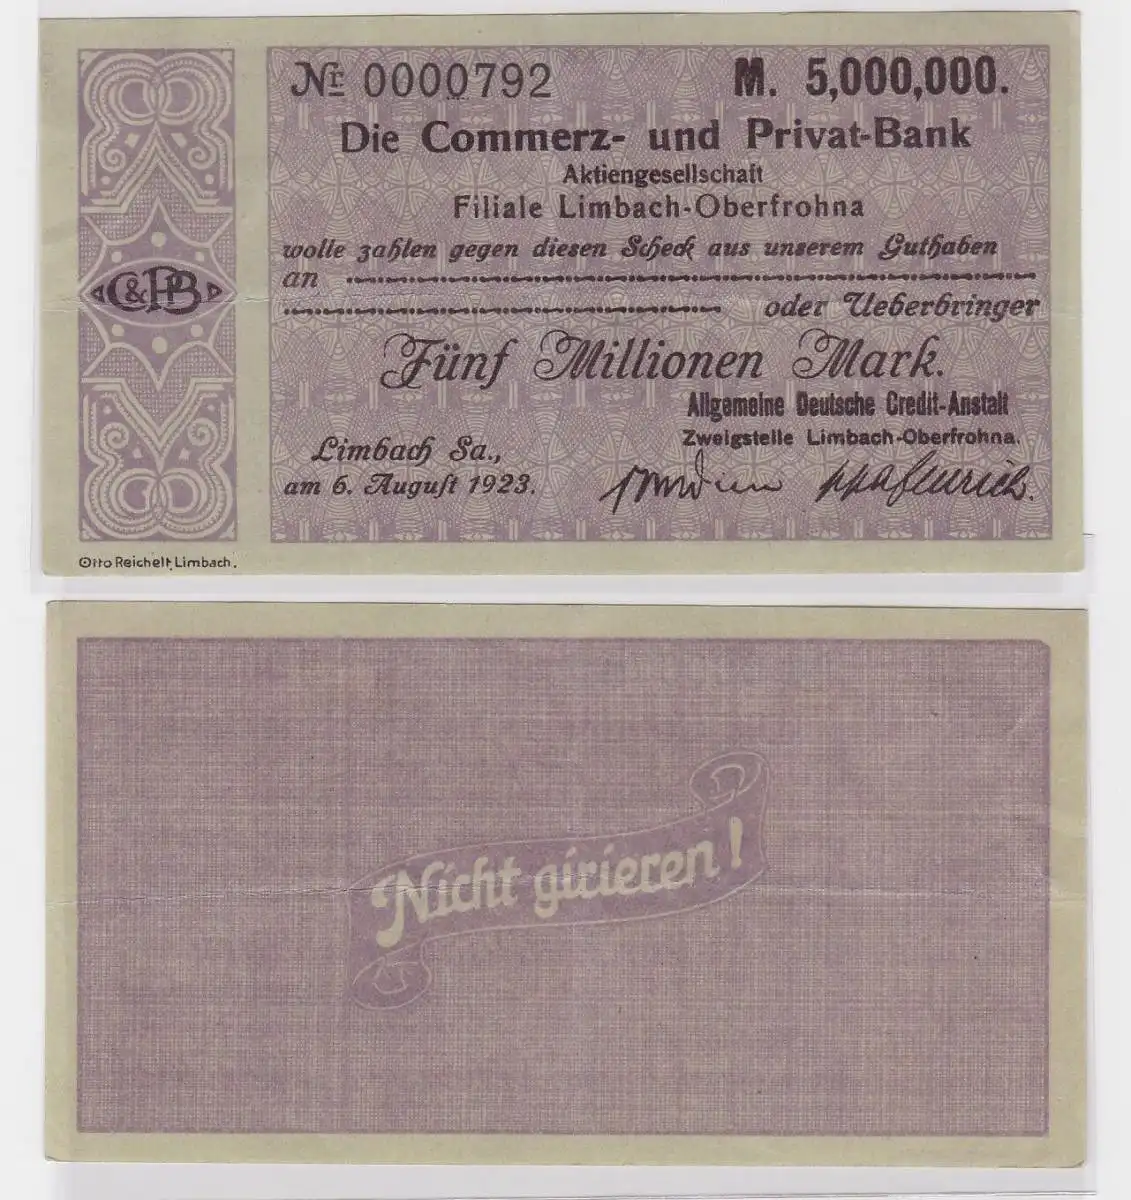 Nr 0000792 M. 5,000,000.
Die Commerz- und Privat-Bank
Aktiengesellschaft
Filiale Limbach-Oberfrohna
wolle zahlen gegen diesen Scheck aus unserem Guthaben
an
oder Ueberbringer
Fünf Millionen Mark.
Allgemeine Deutsche Credit-Anstalt
Zweigstelle Limbach-Oberfrohna.
Limbach Sa.,
am 6. August 1923.
C&PB
Otto Reichelt, Limbach.
Nicht girieren!